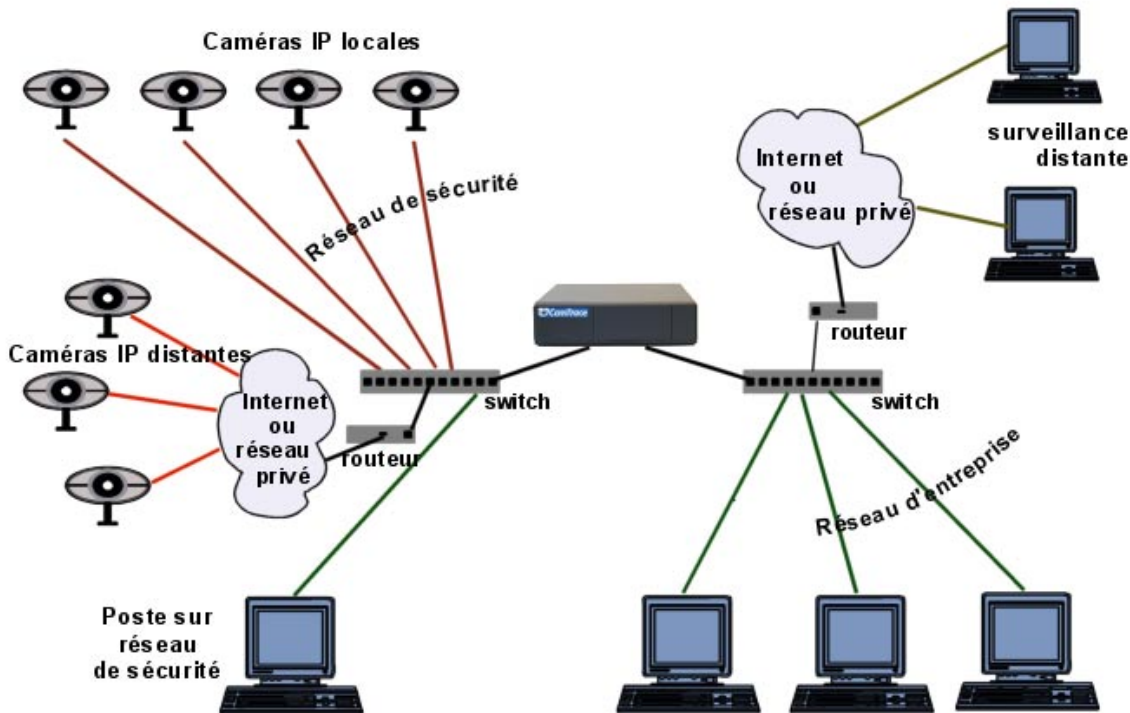 Caméras IP locales
surveillance
distante
Internet
ou
réseau privé
Réseau de sécurité
CamTrace
routeur
Caméras IP distantes
switch
switch
Internet
ou
réseau
privé
routeur
Réseau d'entreprise
Poste sur
réseau
de sécurité